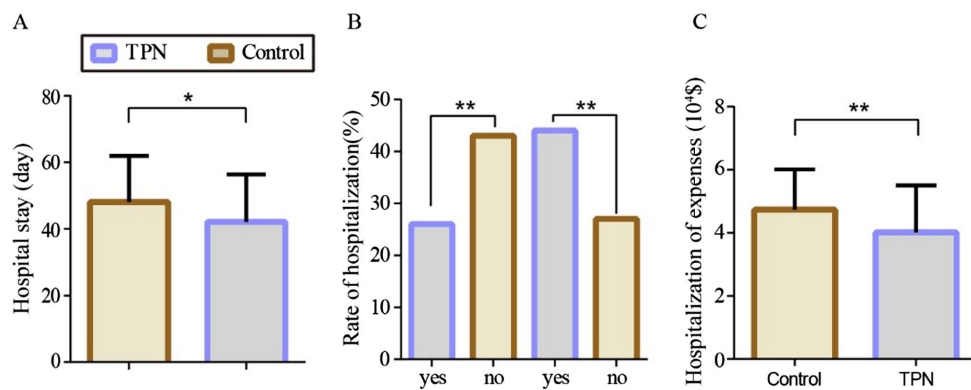 A
B
C
TPN
Control
Hospital stay (day)
80
60
40
20
0
*
Rate of hospitalization(%)
50
40
30
20
10
0
**
**
yes
no
yes
no
Hospitalization of expenses (10⁴$)
8
6
4
2
0
**
Control
TPN